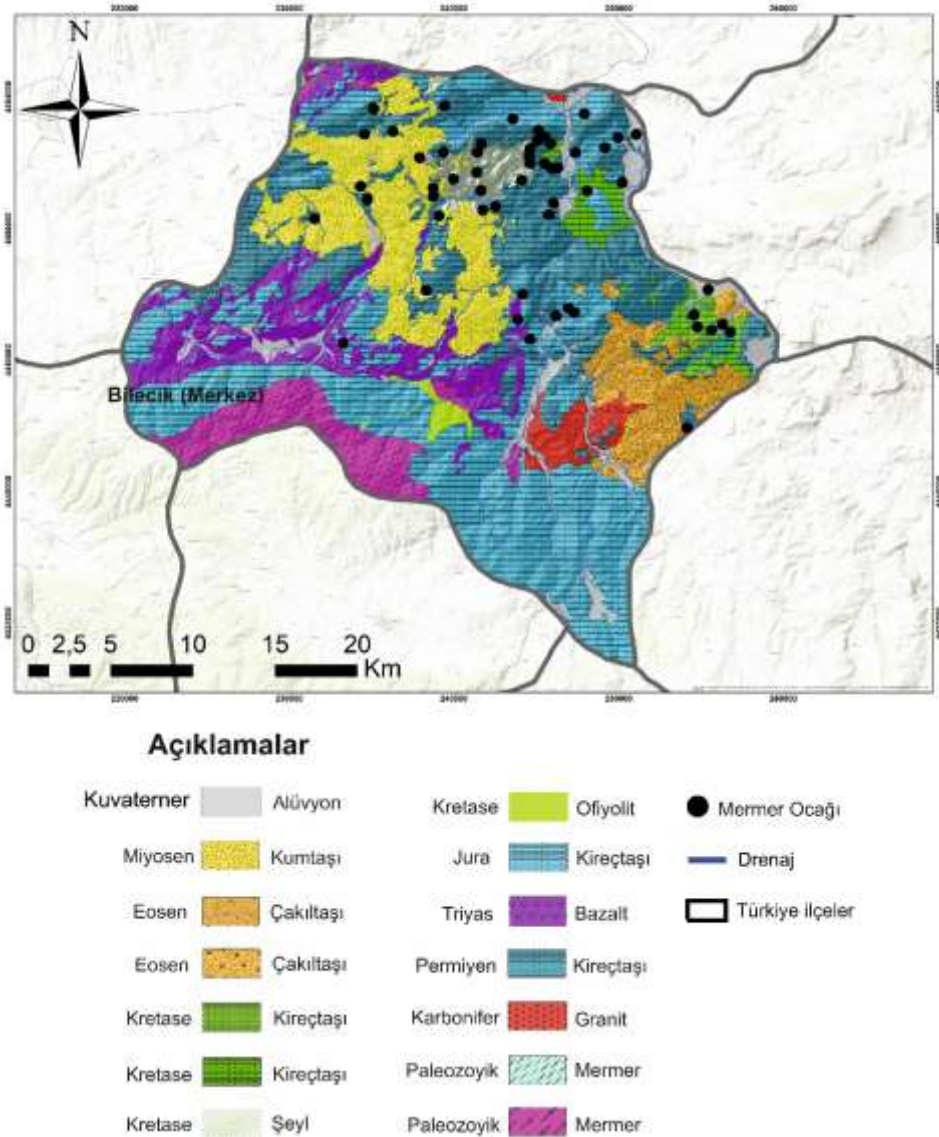 N
Bilecik (Merkez)
0 2,5 5 10 15 20
Km
Açıklamalar
Kuvaterner Alüvyon
Miyosen Kumtaşı
Eosen Çakıltaşı
Eosen Çakıltaşı
Kretase Kireçtaşı
Kretase Kireçtaşı
Kretase Şeyl
Kretase Ofiyolit
Jura Kireçtaşı
Triyas Bazalt
Permiyen Kireçtaşı
Karbonifer Granit
Paleozoyik Mermer
Paleozoyik Mermer
Mermer Ocağı
Drenaj
Türkiye ilçeler